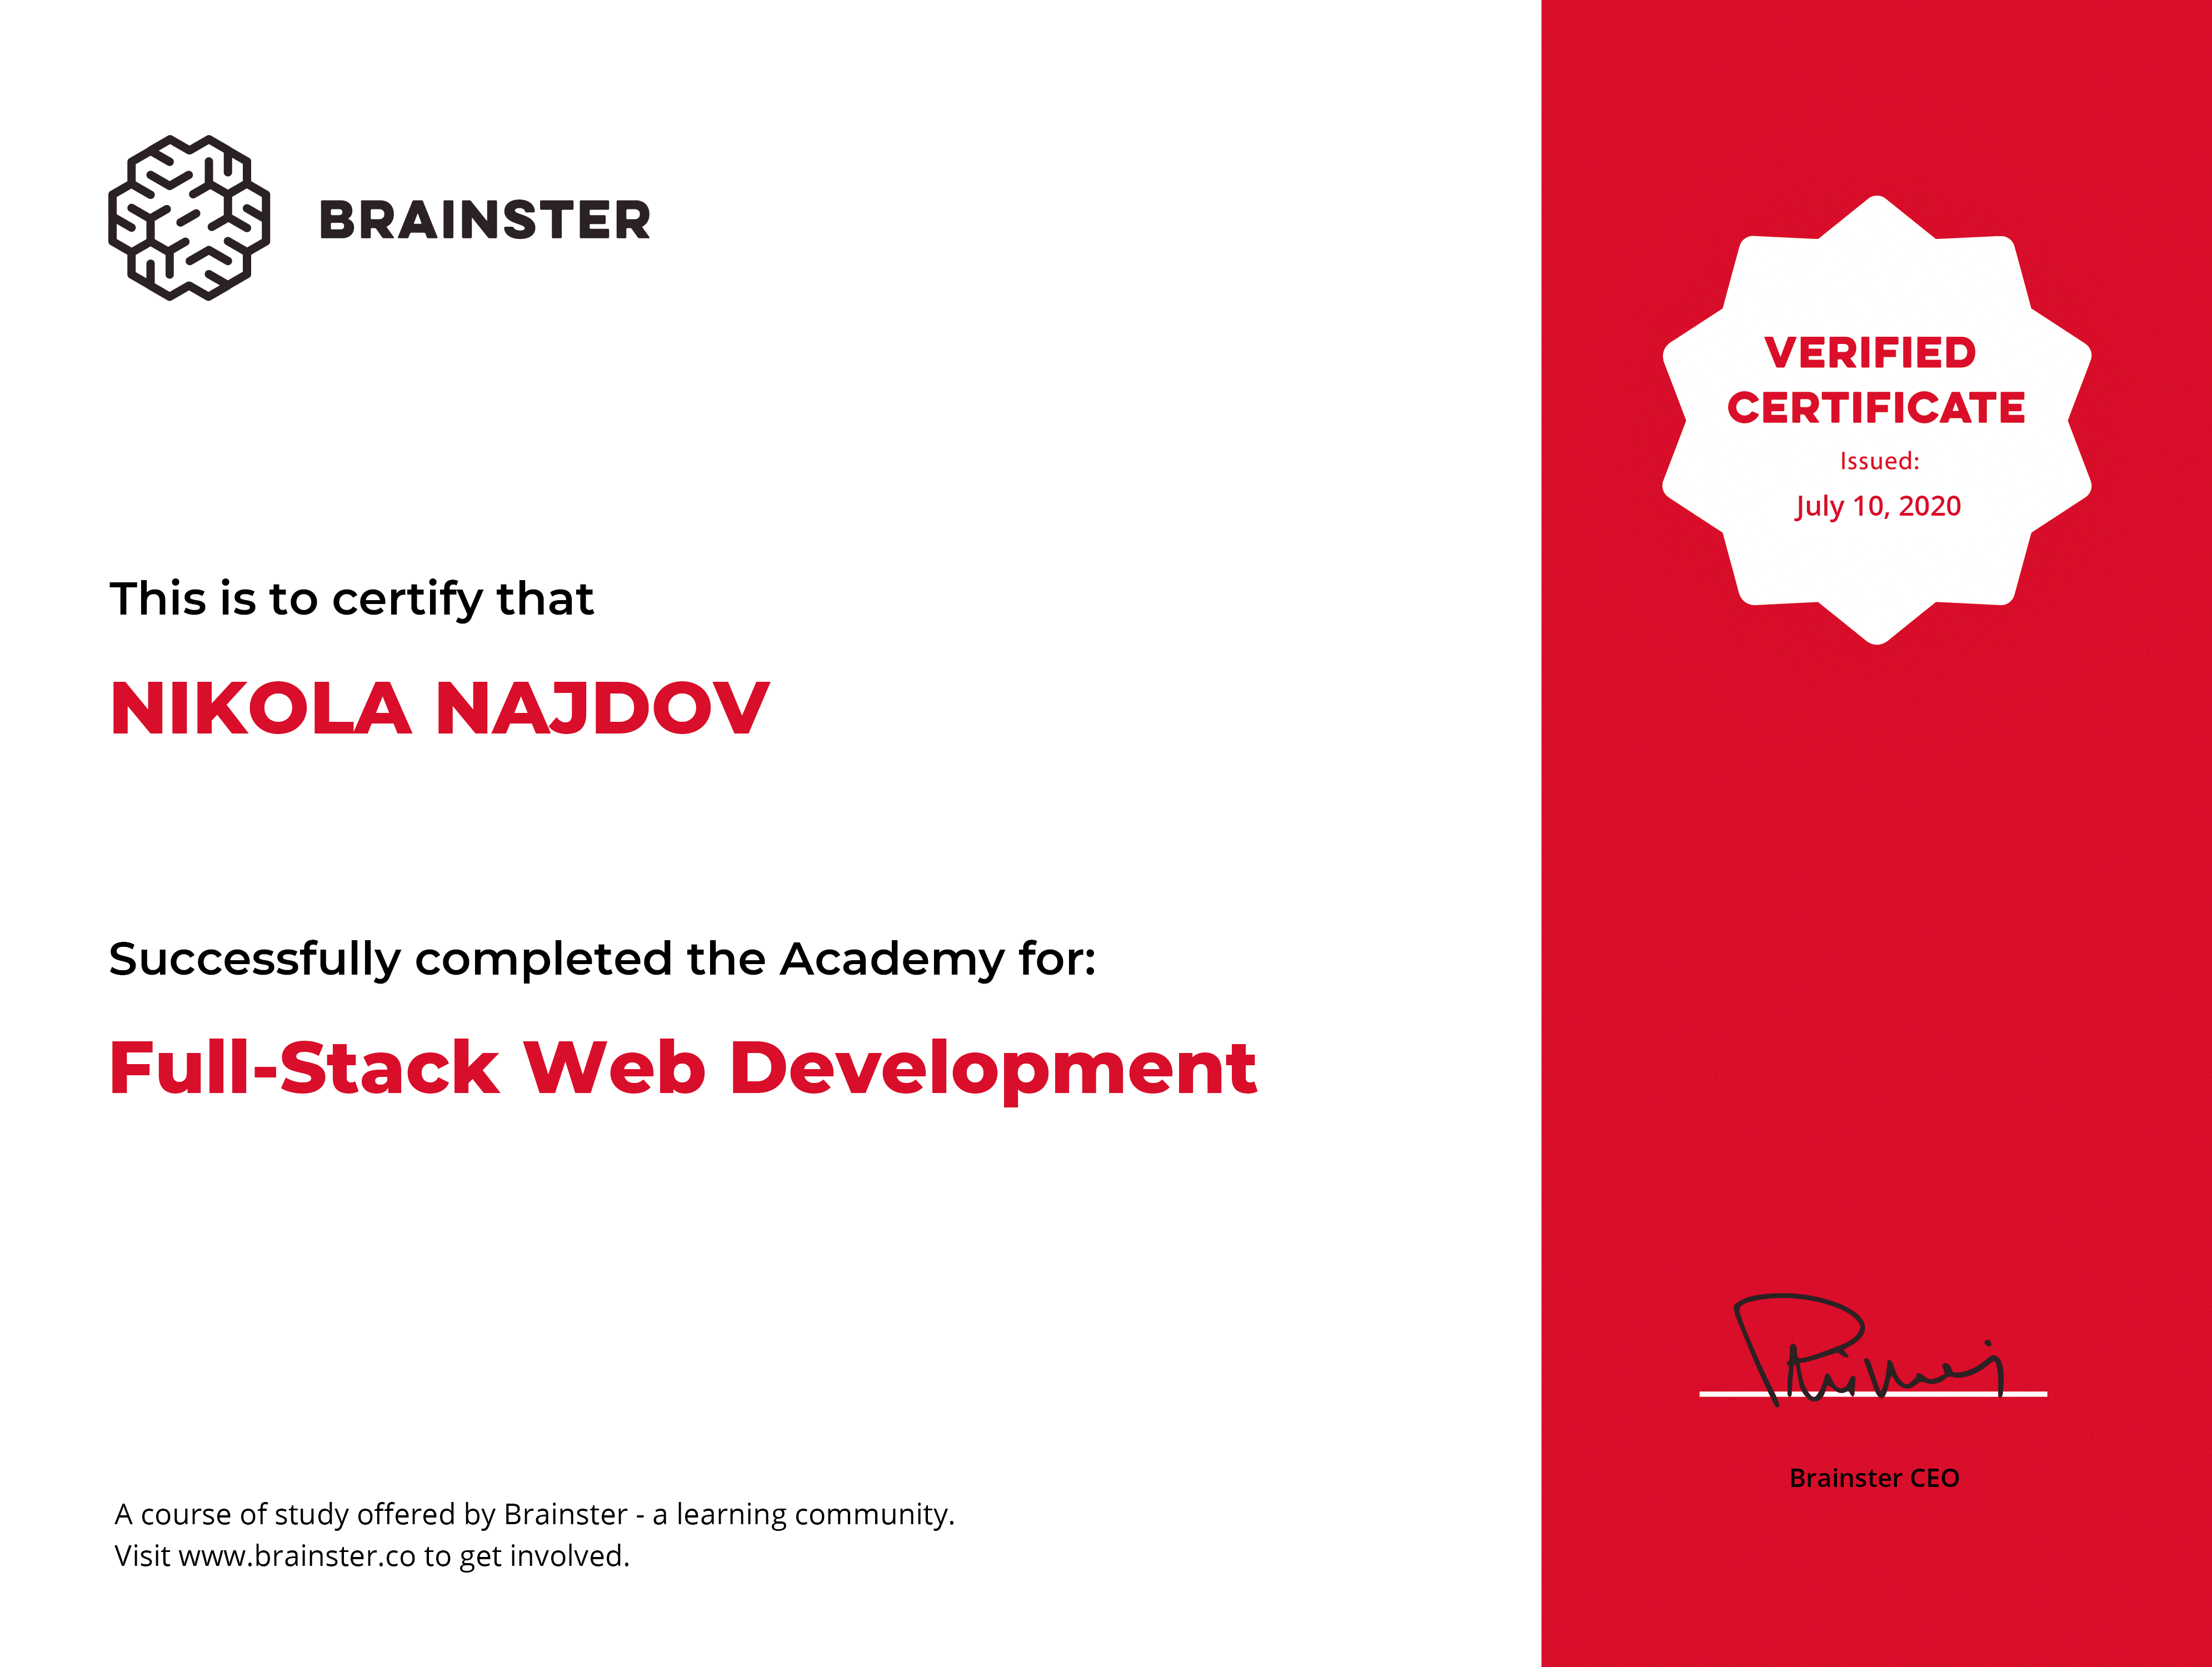 BRAINSTER
VERIFIED
CERTIFICATE
Issued:
July 10, 2020
This is to certify that
NIKOLA NAJDOV
Successfully completed the Academy for:
Full-Stack Web Development
Brainster CEO
A course of study offered by Brainster - a learning community.
Visit www.brainster.co to get involved.